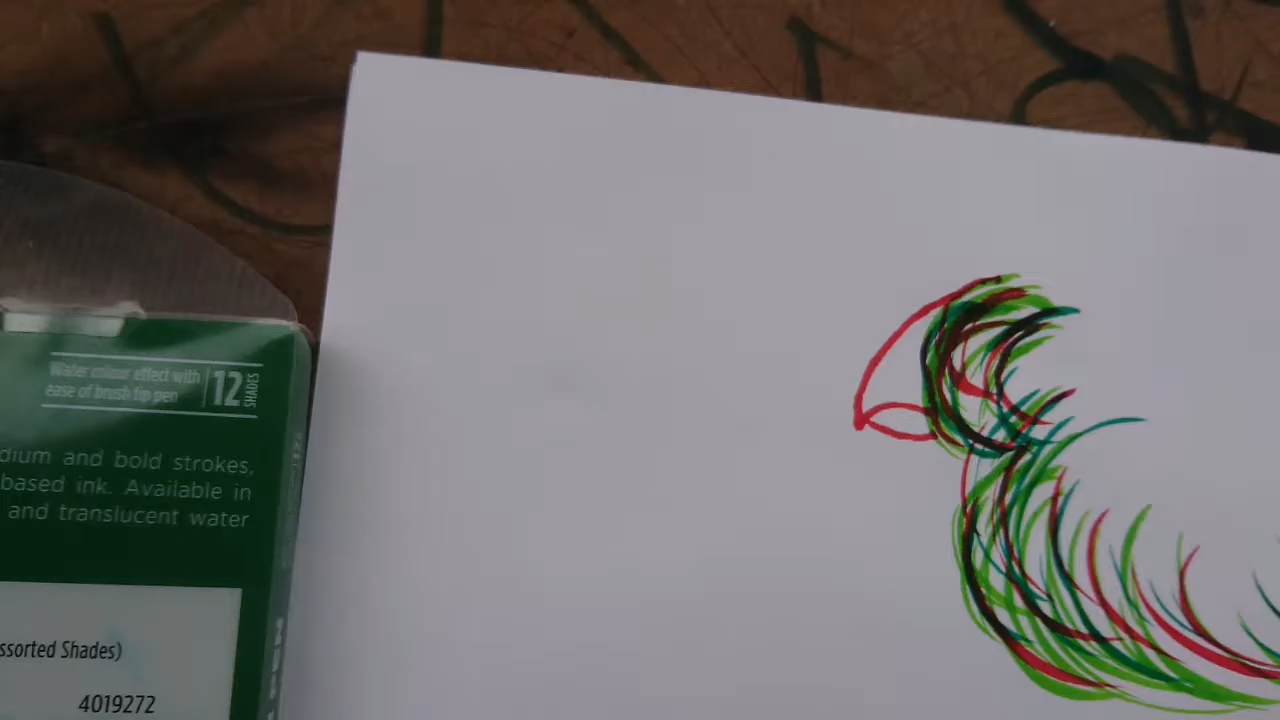 Water colour effect with
ease of brush tip pen
12
SHADES
dium and bold strokes,
based ink. Available in
and translucent water
ssorted Shades)
4019272